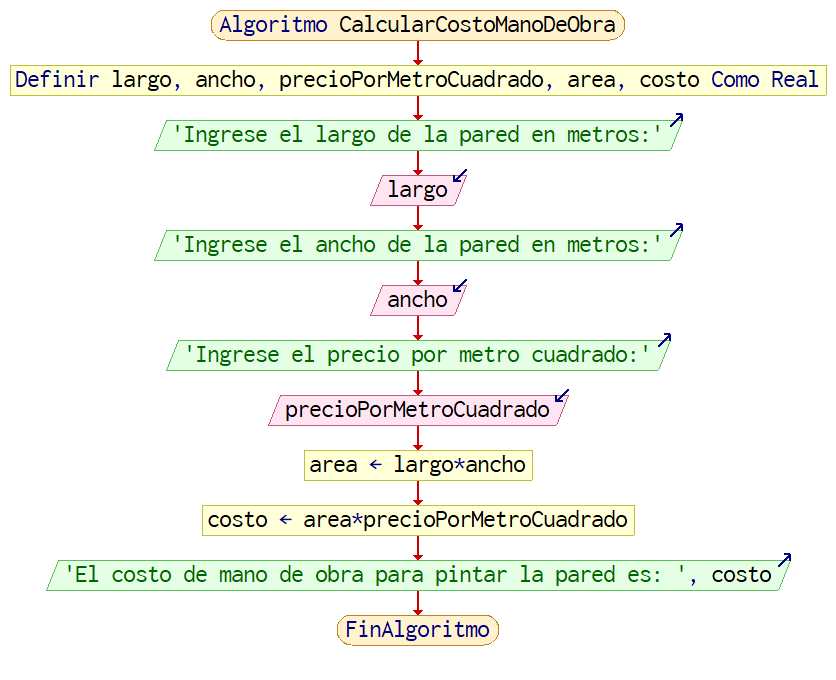 Algoritmo CalcularCostoManoDeObra
Definir largo, ancho, precioPorMetroCuadrado, area, costo Como Real
'Ingrese el largo de la pared en metros:'
largo
'Ingrese el ancho de la pared en metros:'
ancho
'Ingrese el precio por metro cuadrado:'
precioPorMetroCuadrado
area ← largo*ancho
costo ← area*precioPorMetroCuadrado
'El costo de mano de obra para pintar la pared es: ', costo
FinAlgoritmo